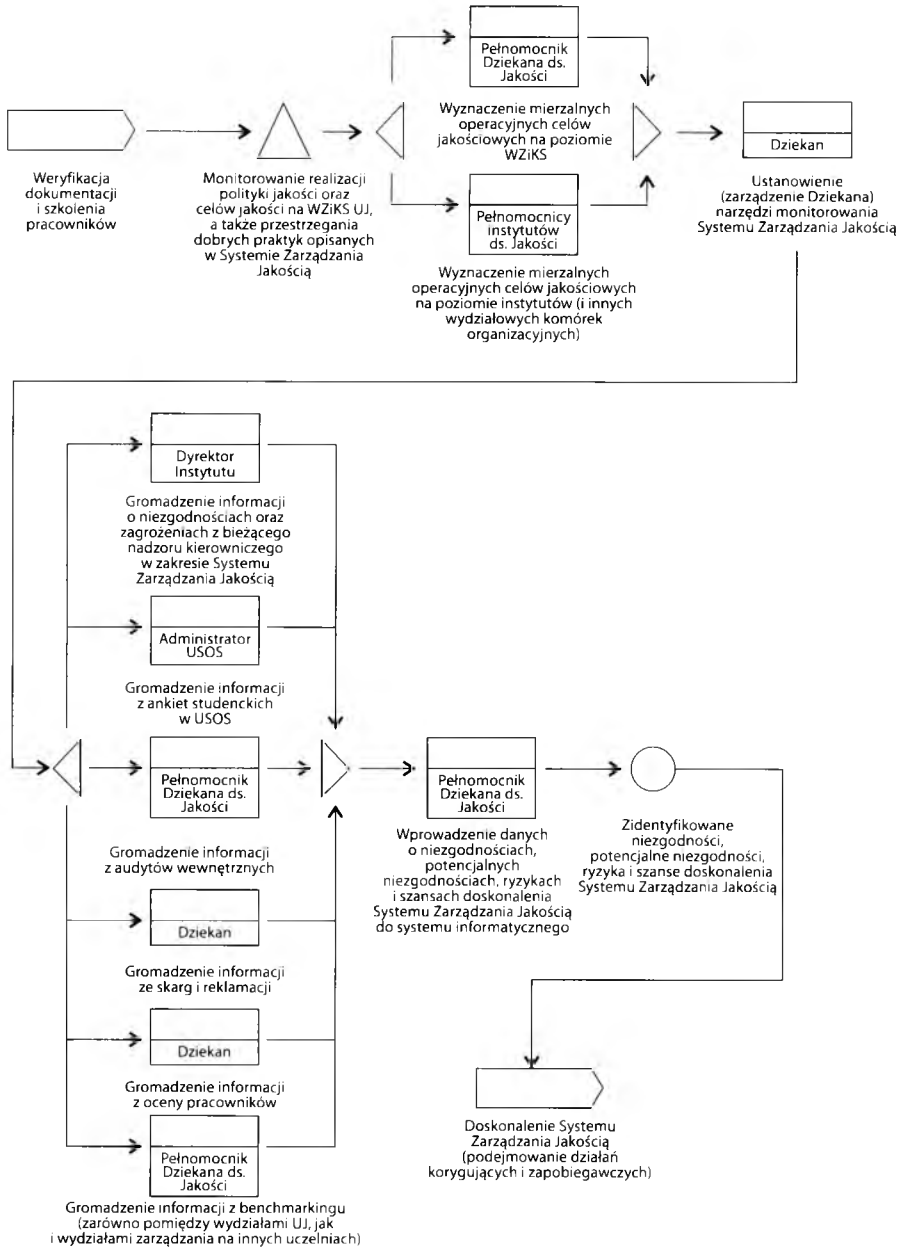 Pełnomocnik
Dziekana ds.
Jakości
Wyznaczenie mierzalnych
operacyjnych celów
jakościowych na poziomie
WZiKS
Pełnomocnicy
instytutów
ds. Jakości
Wyznaczenie mierzalnych
operacyjnych celów jakościowych
na poziomie instytutów (i innych
wydziałowych komórek
organizacyjnych)
Weryfikacja
dokumentacji
i szkolenia
pracowników
Monitorowanie realizacji
polityki jakości oraz
celów jakości na WZiKS UJ,
a także przestrzegania
dobrych praktyk opisanych
w Systemie Zarządzania
Jakością
Dziekan
Ustanowienie
(zarządzenie Dziekana)
narzędzi monitorowania
Systemu Zarządzania Jakością
Dyrektor
Instytutu
Gromadzenie informacji
o niezgodnościach oraz
zagrożeniach z bieżącego
nadzoru kierowniczego
w zakresie Systemu
Zarządzania Jakością
Administrator
USOS
Gromadzenie informacji
z ankiet studenckich
w USOS
Pełnomocnik
Dziekana ds.
Jakości
Gromadzenie informacji
z audytów wewnętrznych
Dziekan
Gromadzenie informacji
ze skarg i reklamacji
Dziekan
Gromadzenie informacji
z oceny pracowników
Pełnomocnik
Dziekana ds.
Jakości
Gromadzenie informacji z benchmarkingu
(zarówno pomiędzy wydziałami UJ, jak
i wydziałami zarządzania na innych uczelniach)
Pełnomocnik
Dziekana ds.
Jakości
Wprowadzenie danych
o niezgodnościach,
potencjalnych
niezgodnościach, ryzykach
i szansach doskonalenia
Systemu Zarządzania Jakością
do systemu informatycznego
Zidentyfikowane
niezgodności,
potencjalne niezgodności,
ryzyka i szanse doskonalenia
Systemu Zarządzania Jakością
Doskonalenie Systemu
Zarządzania Jakością
(podejmowanie działań
korygujących i zapobiegawczych)